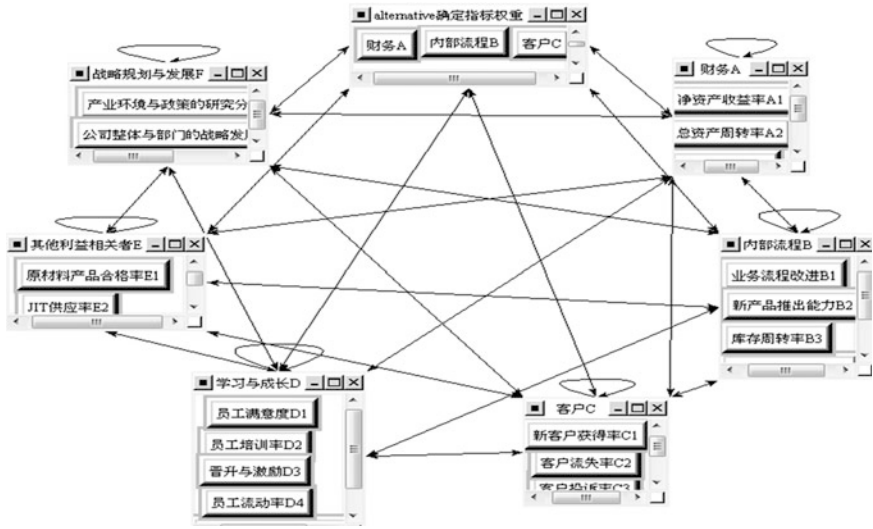 alternative确定指标权重
财务A
内部流程B
客户C
战略规划与发展F
产业环境与政策的研究分
公司整体与部门的战略发
财务A
净资产收益率A1
总资产周转率A2
其他利益相关者E
原材料产品合格率E1
JIT供应率E2
内部流程B
业务流程改进B1
新产品推出能力B2
库存周转率B3
学习与成长D
员工满意度D1
员工培训率D2
晋升与激励D3
员工流动率D4
客户C
新客户获得率C1
客户流失率C2
客户投诉率C3